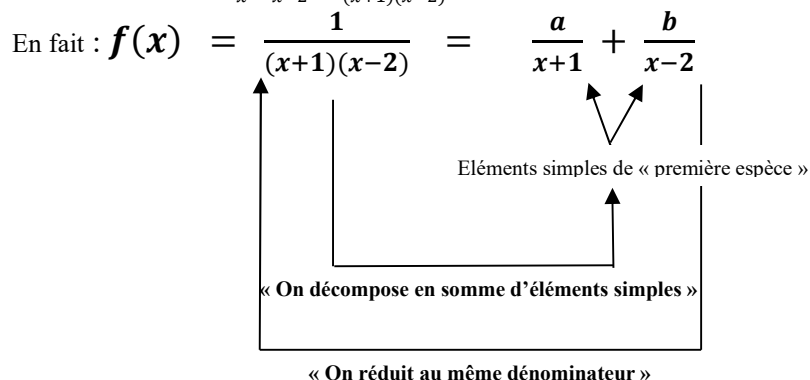 En fait : f(x) = 1/((x+1)(x−2)) = a/(x+1) + b/(x−2)
Eléments simples de « première espèce »
« On décompose en somme d'éléments simples »
« On réduit au même dénominateur »